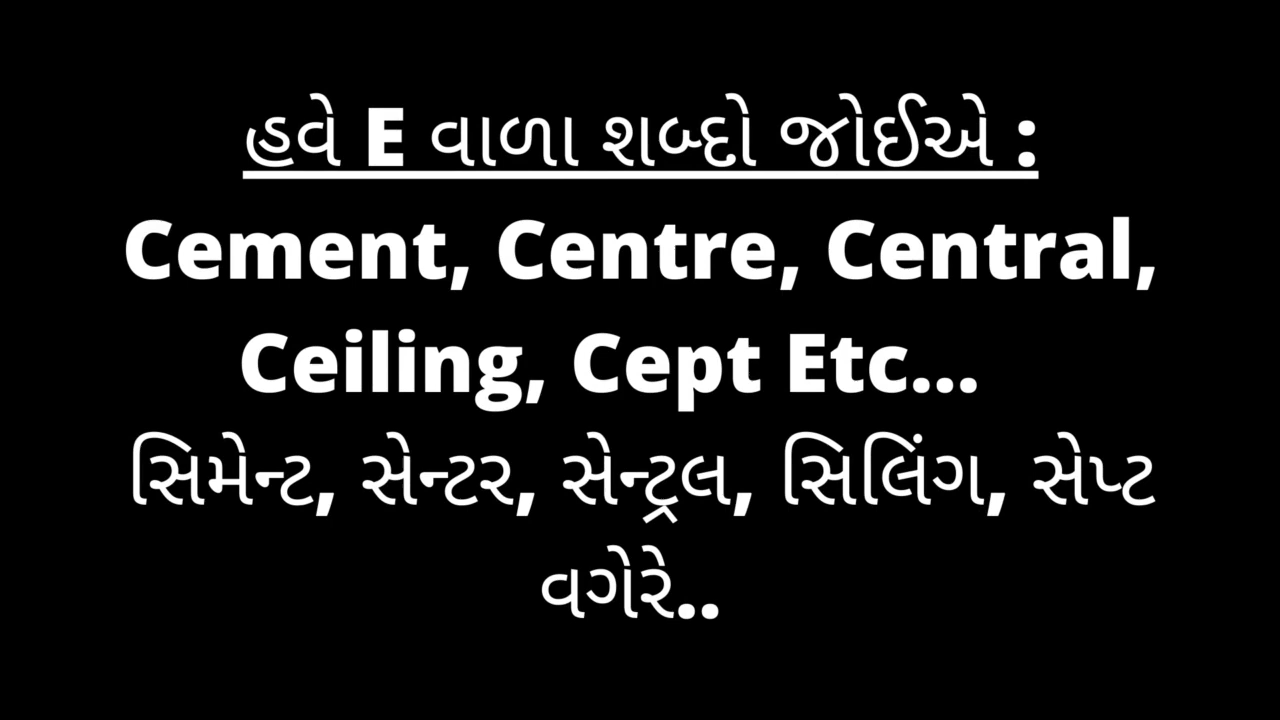 હવે E વાળા શબ્દો જોઈએ :
Cement, Centre, Central,
Ceiling, Cept Etc...
સિમેન્ટ, સેન્ટર, સેન્ટ્રલ, સિલિંગ, સેપ્ટ
વગેરે..